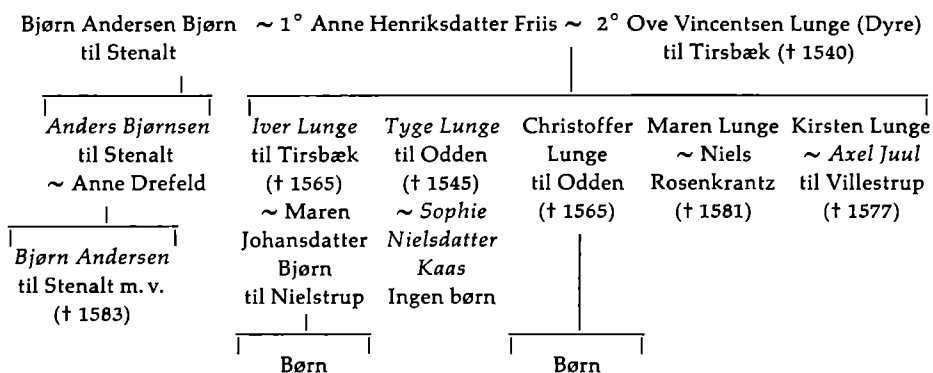 Bjørn Andersen Bjørn ~ 1° Anne Henriksdatter Friis ~ 2° Ove Vincentsen Lunge (Dyre)
til Stenalt til Tirsbæk († 1540)
Anders Bjørnsen Iver Lunge Tyge Lunge Christoffer Maren Lunge Kirsten Lunge
til Stenalt til Tirsbæk til Odden Lunge ~ Niels ~ Axel Juul
~ Anne Drefeld († 1565) († 1545) til Odden Rosenkrantz til Villestrup
~ Maren ~ Sophie († 1565) († 1581) († 1577)
Johansdatter Nielsdatter
Bjørn Andersen Bjørn Kaas
til Stenalt m. v. til Nielstrup Ingen børn
(† 1583)
Børn Børn